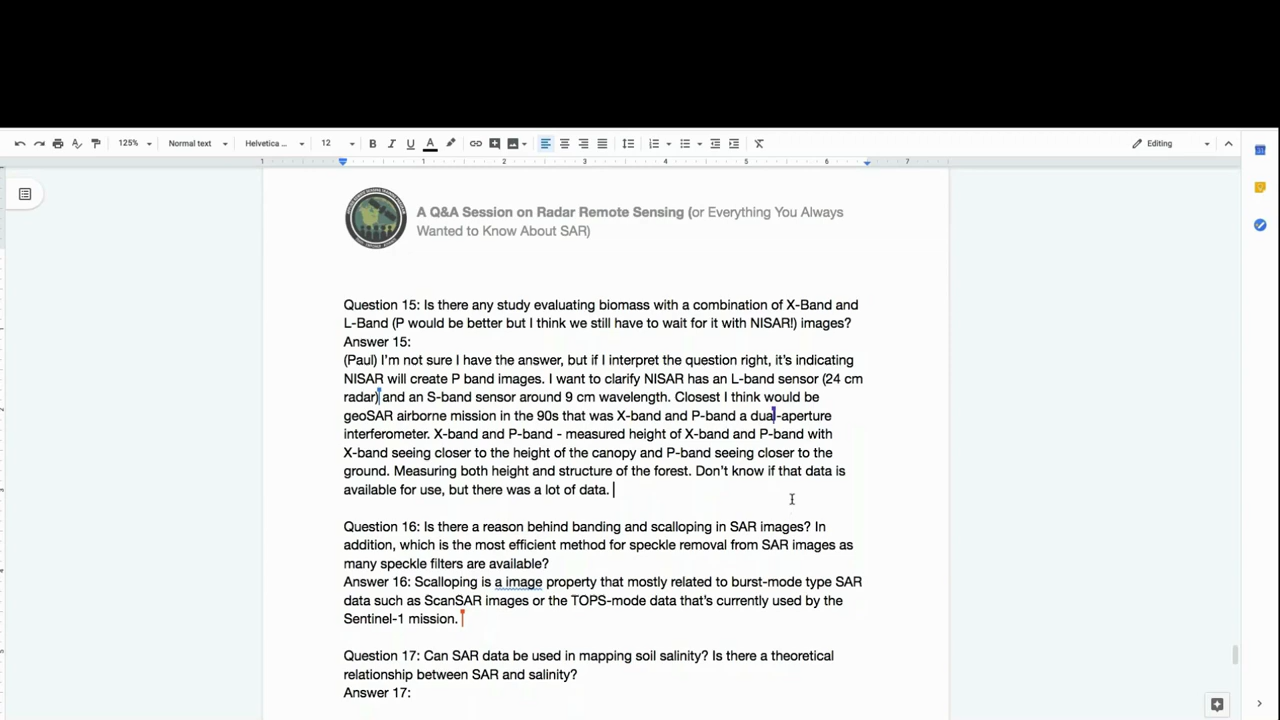 125% Normal text Helvetica ... 12 Editing
1 1 2 3 4 5 6 7
A Q&A Session on Radar Remote Sensing (or Everything You Always
Wanted to Know About SAR)
Question 15: Is there any study evaluating biomass with a combination of X-Band and
L-Band (P would be better but I think we still have to wait for it with NISAR!) images?
Answer 15:
(Paul) I'm not sure I have the answer, but if I interpret the question right, it's indicating
NISAR will create P band images. I want to clarify NISAR has an L-band sensor (24 cm
radar) and an S-band sensor around 9 cm wavelength. Closest I think would be
geoSAR airborne mission in the 90s that was X-band and P-band a dual-aperture
interferometer. X-band and P-band - measured height of X-band and P-band with
X-band seeing closer to the height of the canopy and P-band seeing closer to the
ground. Measuring both height and structure of the forest. Don't know if that data is
available for use, but there was a lot of data.
Question 16: Is there a reason behind banding and scalloping in SAR images? In
addition, which is the most efficient method for speckle removal from SAR images as
many speckle filters are available?
Answer 16: Scalloping is a image property that mostly related to burst-mode type SAR
data such as ScanSAR images or the TOPS-mode data that's currently used by the
Sentinel-1 mission.
Question 17: Can SAR data be used in mapping soil salinity? Is there a theoretical
relationship between SAR and salinity?
Answer 17: